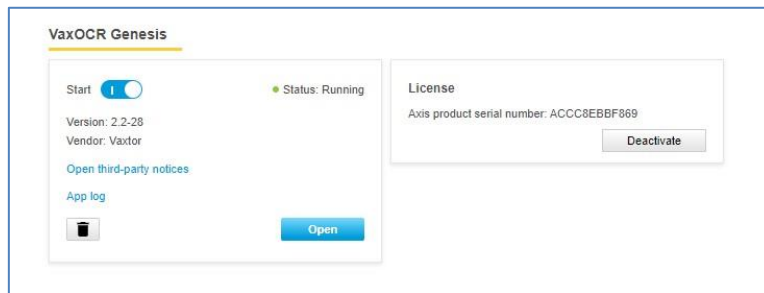 VaxOCR Genesis
Start
Status: Running
Version: 2.2-28
Vendor: Vaxtor
Open third-party notices
App log
Open
License
Axis product serial number: ACCC8EBBF869
Deactivate